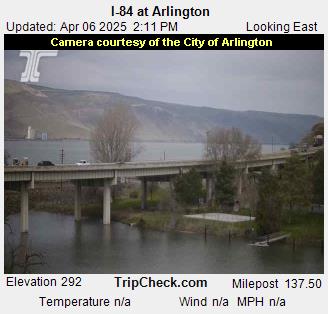 I-84 at Arlington
Updated: Apr 06 2025 2:11 PM Looking East
Camera courtesy of the City of Arlington
Elevation 292 TripCheck.com Milepost 137.50
Temperature n/a Wind n/a MPH n/a